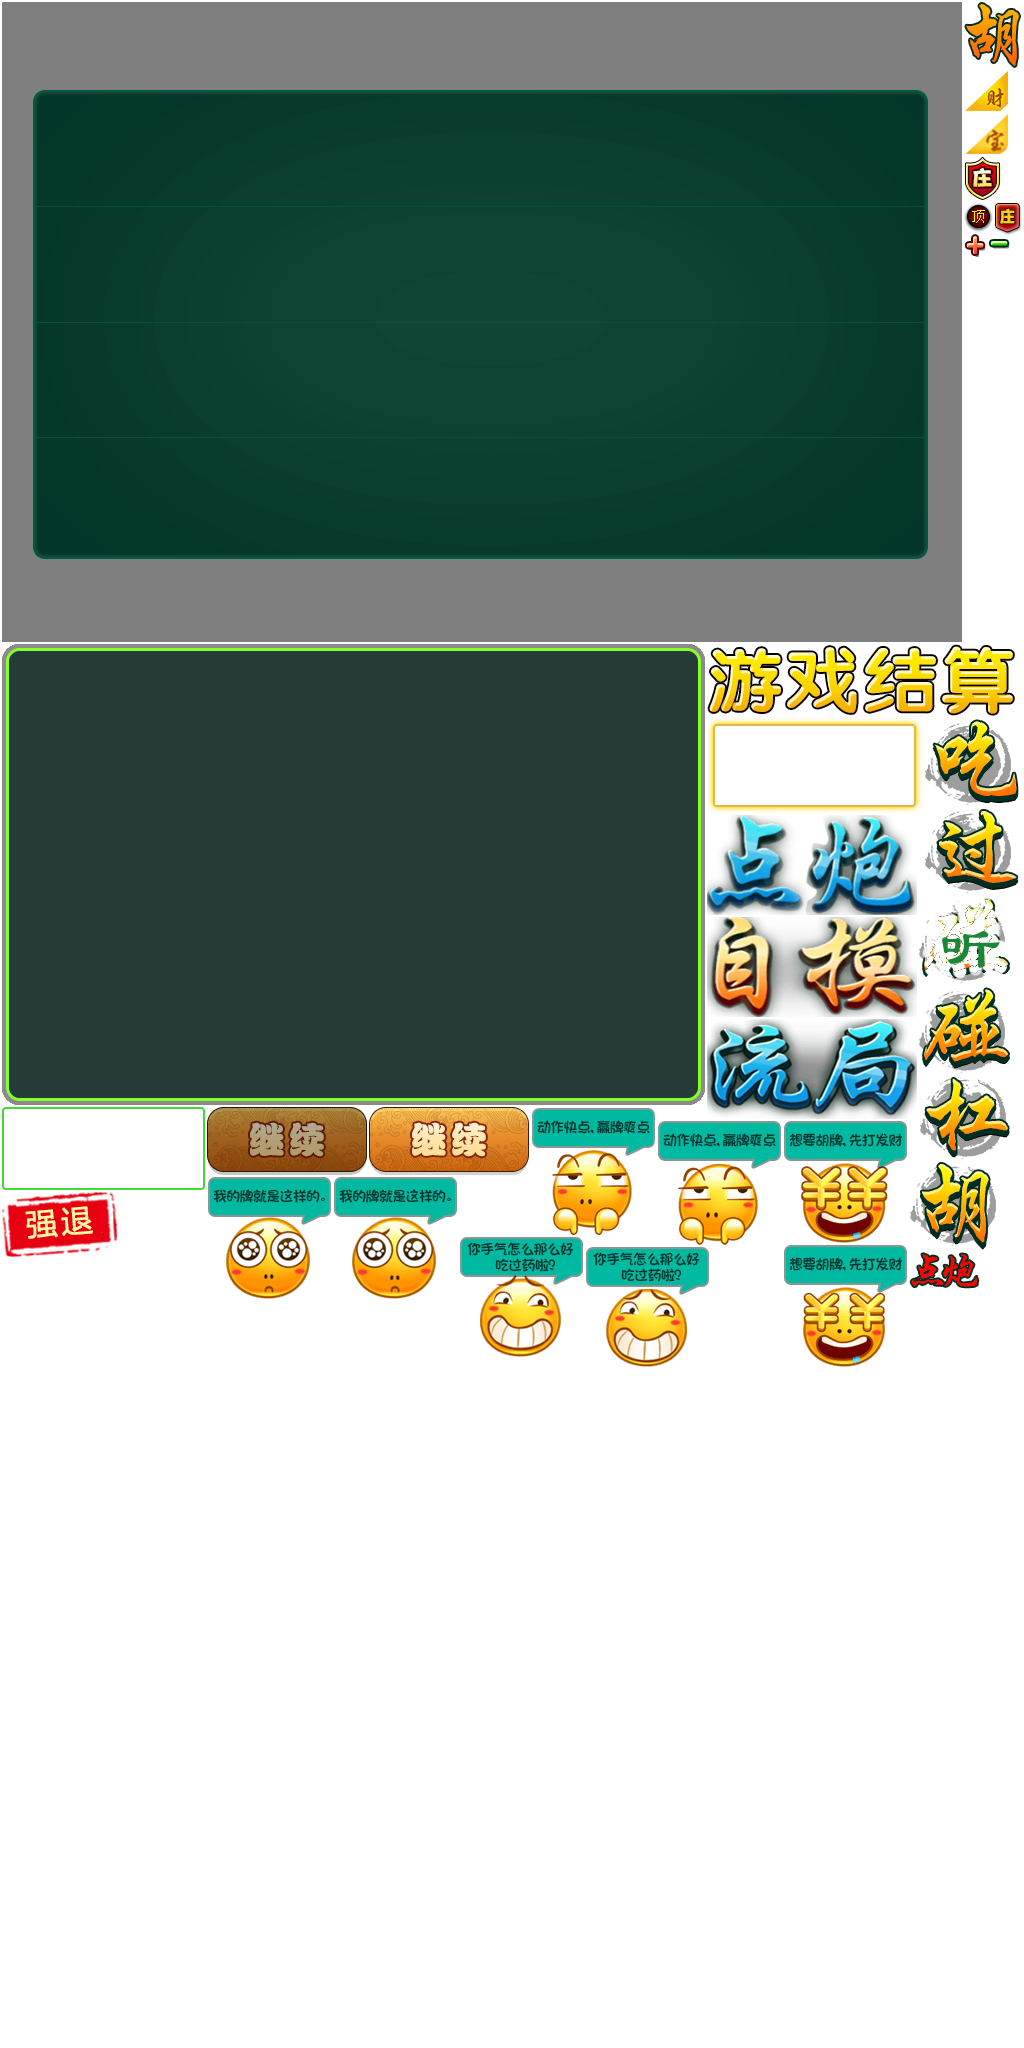 胡
财
宝
庄
顶
庄
游戏结算
吃
点炮
过
自摸
听
碰
流局
杠
继续
继续
动作快点,赢牌爽点
动作快点,赢牌爽点
想要胡牌,先打发财
我的牌就是这样的。
我的牌就是这样的。
强退
胡
你手气怎么那么好
吃过药啦?
你手气怎么那么好
吃过药啦?
想要胡牌,先打发财
点炮